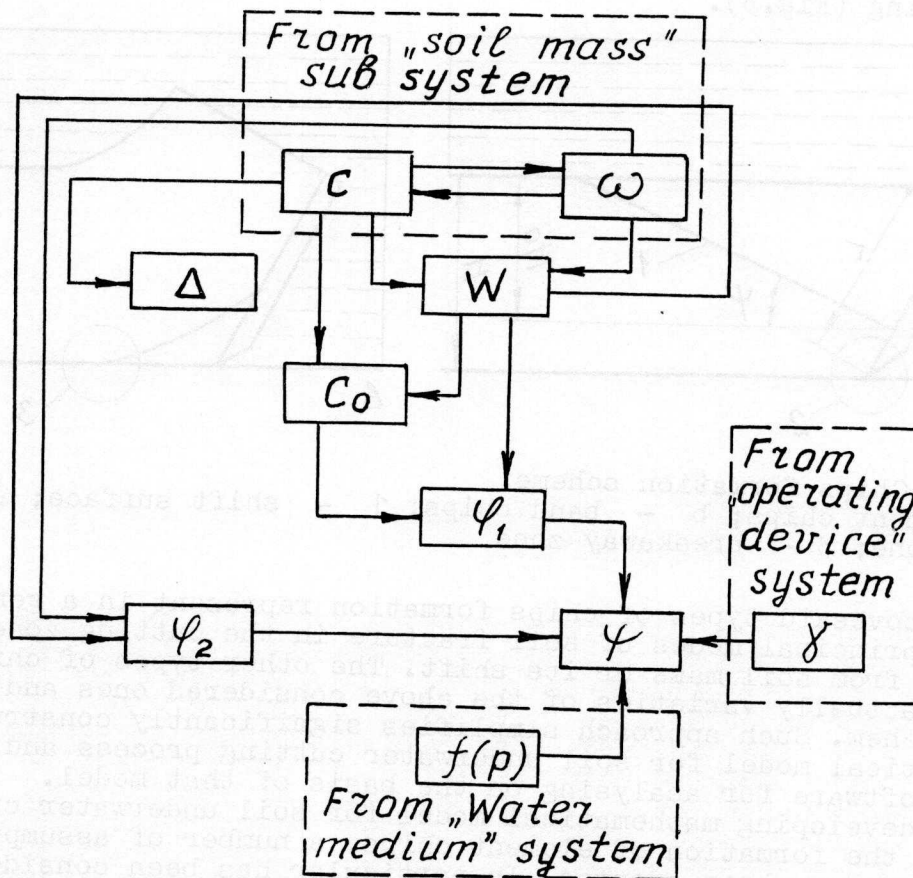 From „soil mass"
sub system
C
ω
Δ
W
C₀
φ₁
From
„operating
device"
system
φ₂
ψ
γ
f(p)
From „Water
medium" system